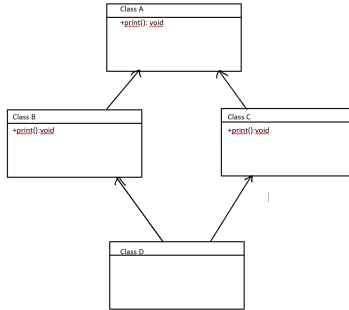 Class A
+print(): void
Class B
+print():void
Class C
+print():void
Class D